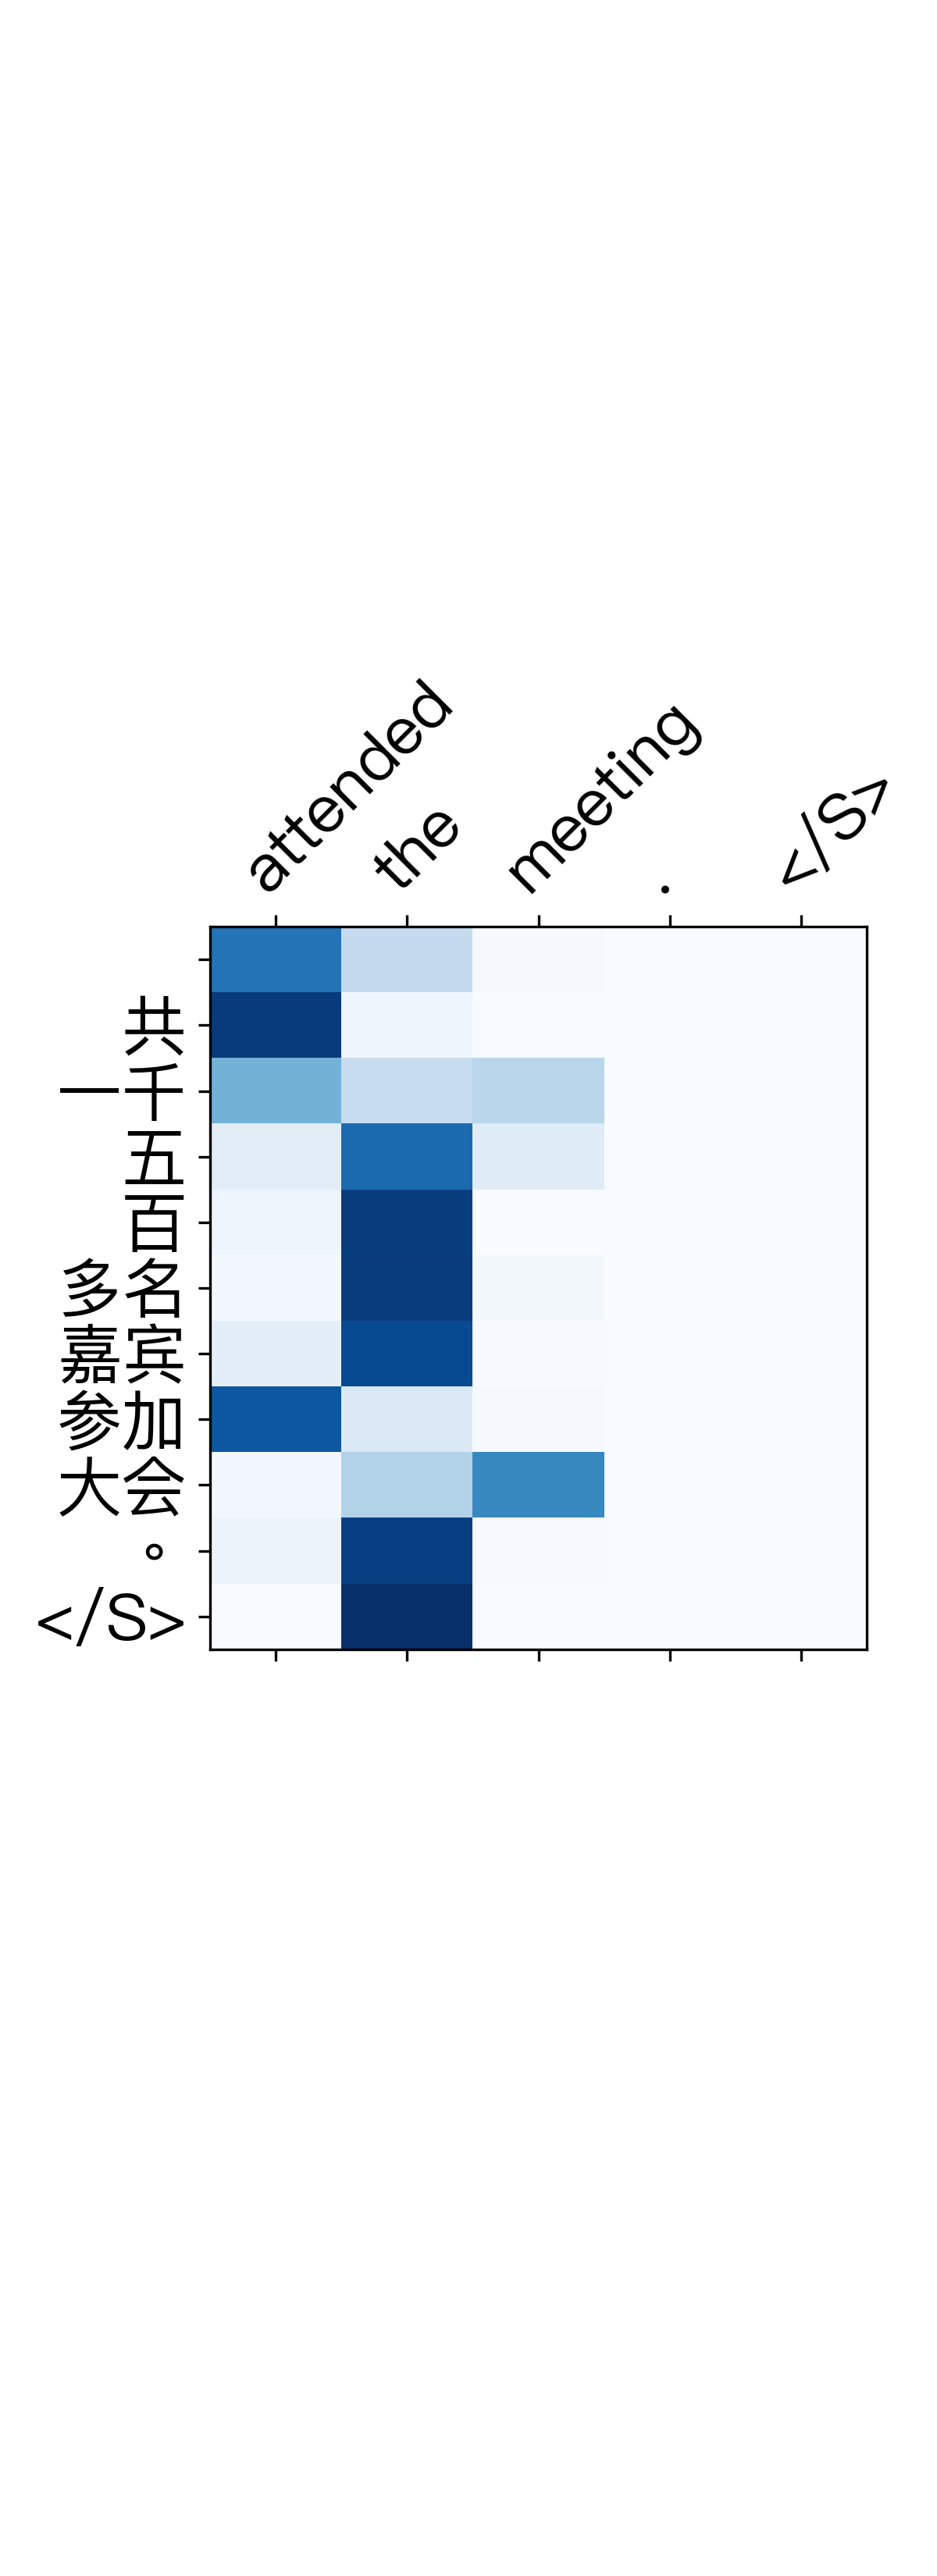 attended
the
meeting
.
</S>
共
一千
五
百
多名
嘉宾
参加
大会
。
</S>